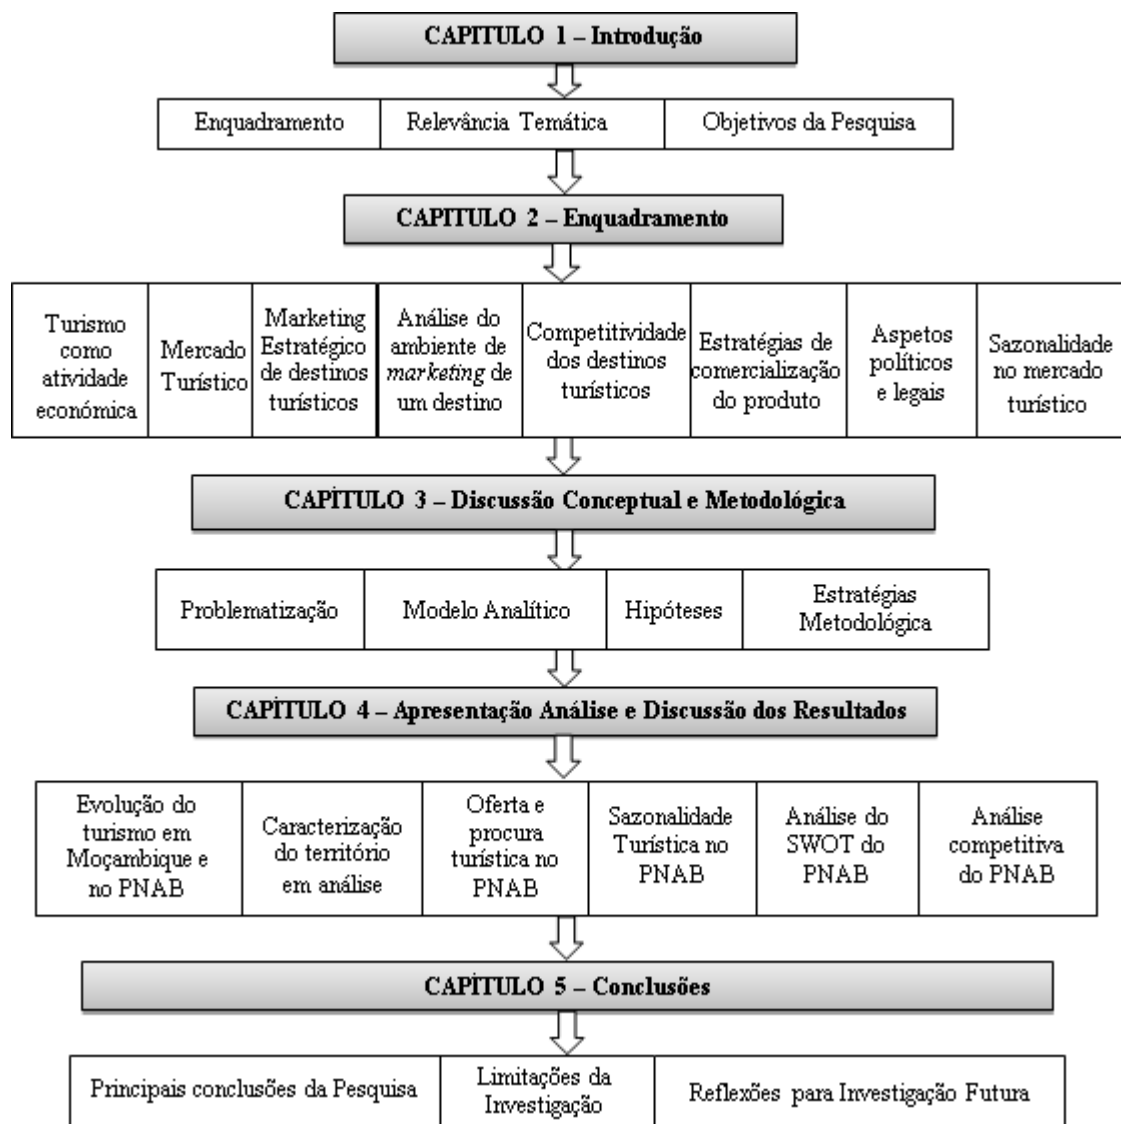 CAPITULO 1 – Introdução
Enquadramento
Relevância Temática
Objetivos da Pesquisa
CAPITULO 2 – Enquadramento
Turismo
como
atividade
económica
Mercado
Turístico
Marketing
Estratégico
de destinos
turísticos
Análise do
ambiente de
marketing de
um destino
Competitividade
dos destinos
turísticos
Estratégias de
comercialização
do produto
Aspetos
políticos
e legais
Sazonalidade
no mercado
turístico
CAPÍTULO 3 – Discussão Conceptual e Metodológica
Problematização
Modelo Analítico
Hipóteses
Estratégias
Metodológica
CAPÍTULO 4 – Apresentação Análise e Discussão dos Resultados
Evolução do
turismo em
Moçambique e
no PNAB
Caracterização
do território
em análise
Oferta e
procura
turística no
PNAB
Sazonalidade
Turística no
PNAB
Análise do
SWOT do
PNAB
Análise
competitiva
do PNAB
CAPÍTULO 5 – Conclusões
Principais conclusões da Pesquisa
Limitações da
Investigação
Reflexões para Investigação Futura